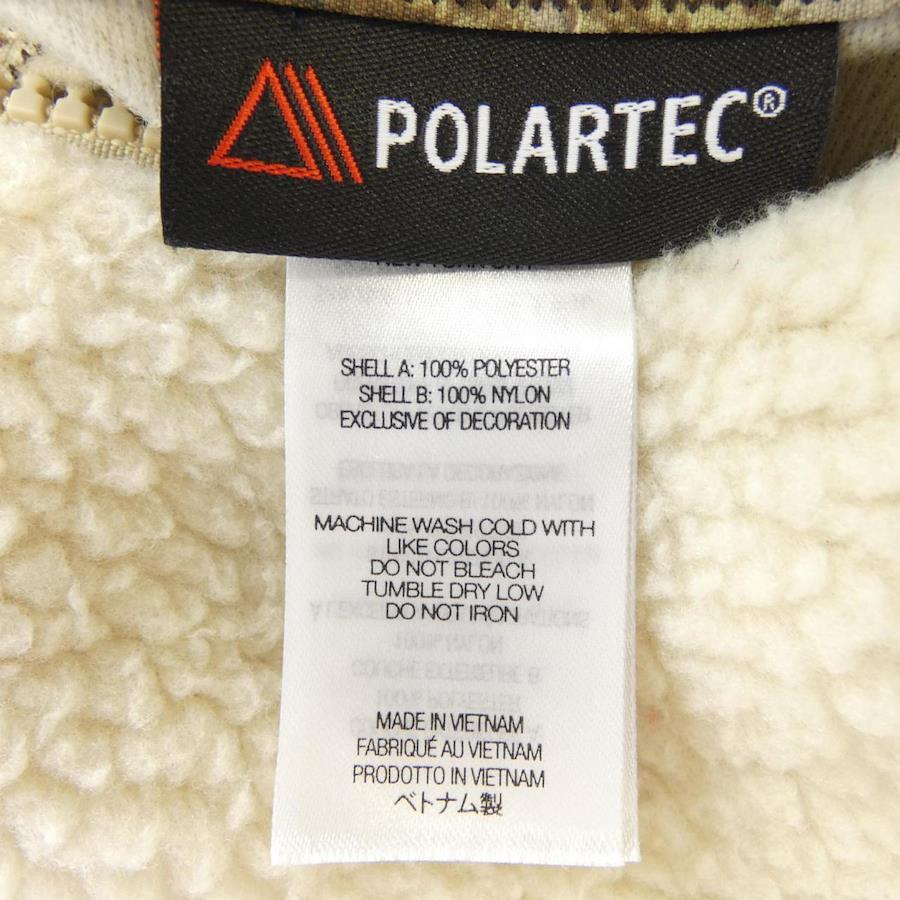 POLARTEC®
SHELL A: 100% POLYESTER
SHELL B: 100% NYLON
EXCLUSIVE OF DECORATION
MACHINE WASH COLD WITH
LIKE COLORS
DO NOT BLEACH
TUMBLE DRY LOW
DO NOT IRON
MADE IN VIETNAM
FABRIQUÉ AU VIETNAM
PRODOTTO IN VIETNAM
ベトナム製